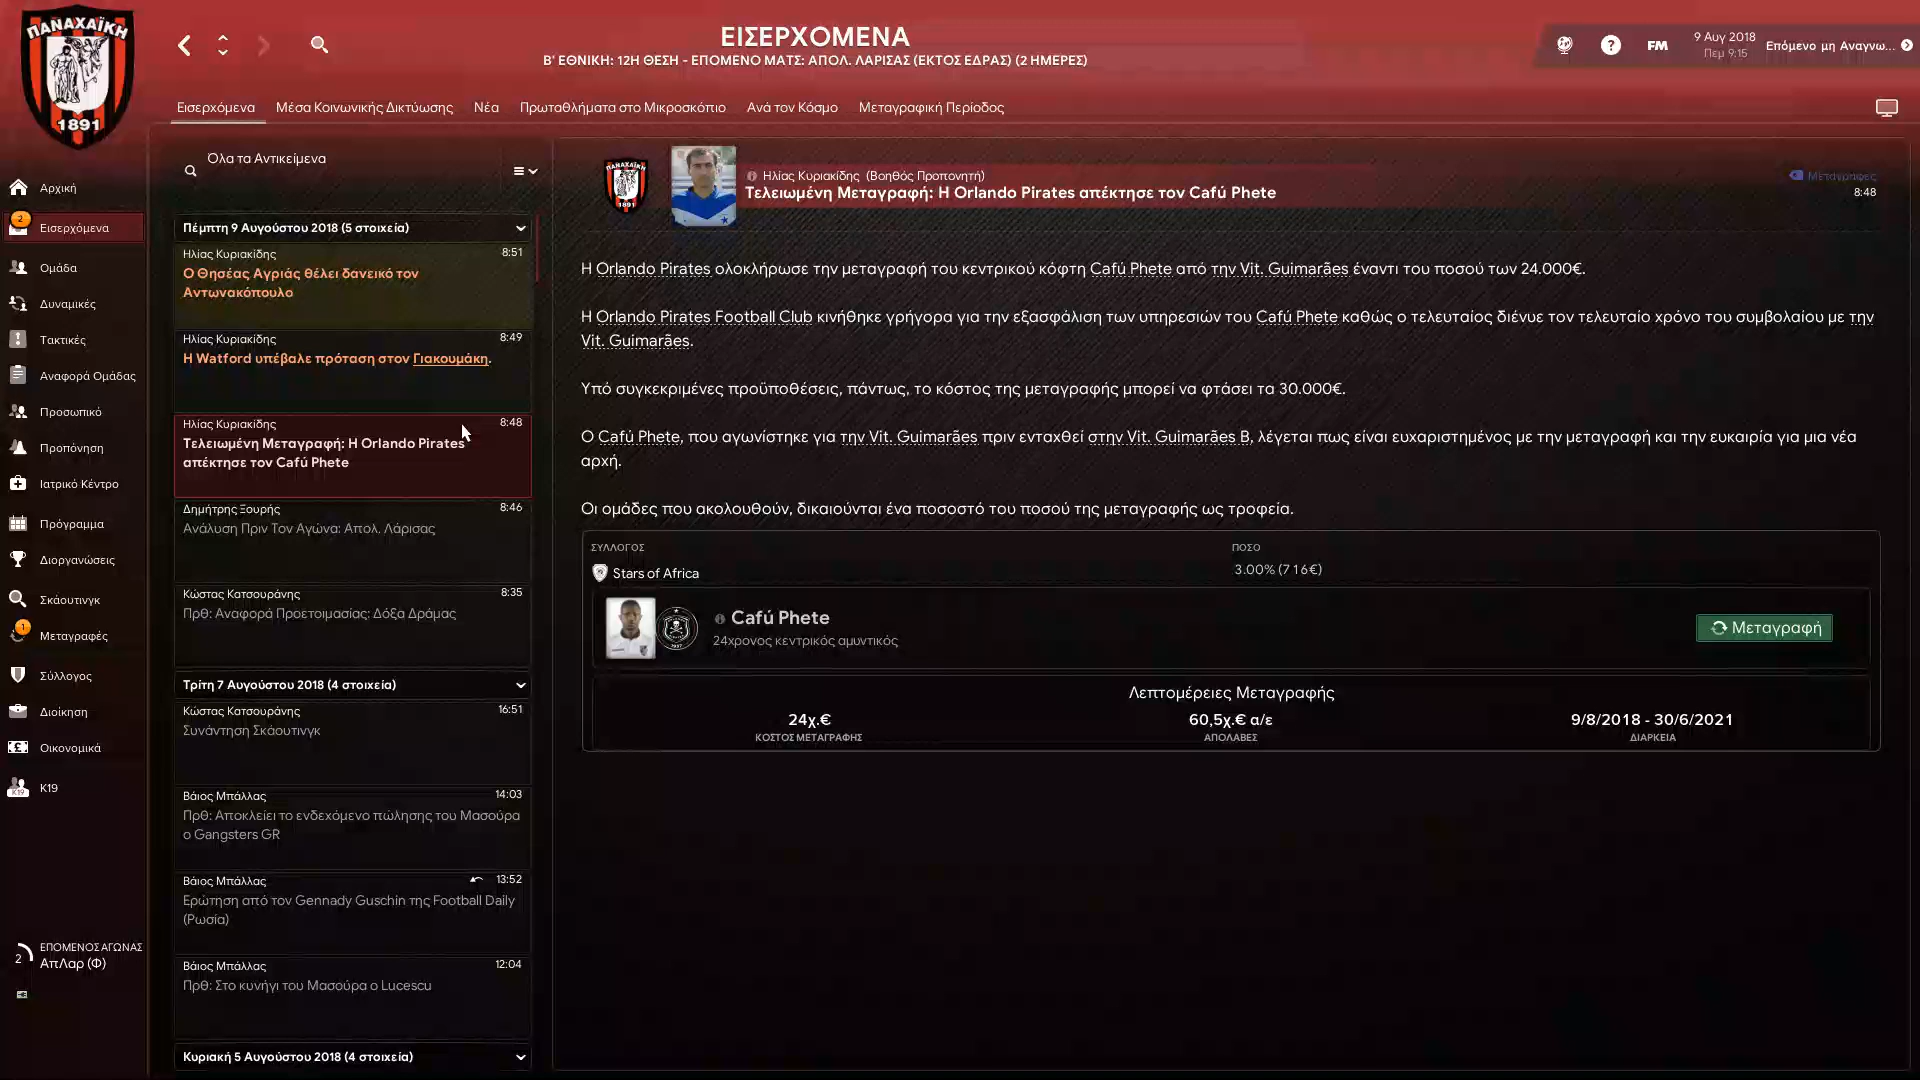 ΠΑΝΑΧΑΪΚΗ
1891
ΕΙΣΕΡΧΟΜΕΝΑ
Β' ΕΘΝΙΚΗ: 12Η ΘΕΣΗ - ΕΠΟΜΕΝΟ ΜΑΤΣ: ΑΠΟΛ. ΛΑΡΙΣΑΣ (ΕΚΤΟΣ ΕΔΡΑΣ) (2 ΗΜΕΡΕΣ)
FM
9 Αυγ 2018
Πεμ 9:15
Επόμενο μη Αναγνω...
Εισερχόμενα
Μέσα Κοινωνικής Δικτύωσης
Νέα
Πρωταθλήματα στο Μικροσκόπιο
Ανά τον Κόσμο
Μεταγραφική Περίοδος
Αρχική
2
Εισερχόμενα
Ομάδα
Δυναμικές
Τακτικές
Αναφορά Ομάδας
Προσωπικό
Προπόνηση
Ιατρικό Κέντρο
Πρόγραμμα
Διοργανώσεις
Σκάουτινγκ
1
Μεταγραφές
Σύλλογος
Διοίκηση
Οικονομικά
K19
Κ19
2
ΕΠΟΜΕΝΟΣ ΑΓΩΝΑΣ
ΑπΛαρ (Φ)
Όλα τα Αντικείμενα
Πέμπτη 9 Αυγούστου 2018 (5 στοιχεία)
Ηλίας Κυριακίδης 8:51
Ο Θησέας Αγριάς θέλει δανεικό τον
Αντωνακόπουλο
Ηλίας Κυριακίδης 8:49
Η Watford υπέβαλε πρόταση στον Γιακουμάκη.
Ηλίας Κυριακίδης 8:48
Τελειωμένη Μεταγραφή: Η Orlando Pirates
απέκτησε τον Cafú Phete
Δημήτρης Ξουρής 8:46
Ανάλυση Πριν Τον Αγώνα: Απολ. Λάρισας
Κώστας Κατσουράνης 8:35
Πρθ: Αναφορά Προετοιμασίας: Δόξα Δράμας
Τρίτη 7 Αυγούστου 2018 (4 στοιχεία)
Κώστας Κατσουράνης 16:51
Συνάντηση Σκάουτινγκ
Βάιος Μπάλλας 14:03
Πρθ: Αποκλείει το ενδεχόμενο πώλησης του Μασούρα
ο Gangsters GR
Βάιος Μπάλλας 13:52
Ερώτηση από τον Gennady Guschin της Football Daily
(Ρωσία)
Βάιος Μπάλλας 12:04
Πρθ: Στο κυνήγι του Μασούρα ο Lucescu
Κυριακή 5 Αυγούστου 2018 (4 στοιχεία)
ΠΑΝΑΧΑΪΚΗ
1891
Ηλίας Κυριακίδης (Βοηθός Προπονητή)
Τελειωμένη Μεταγραφή: Η Orlando Pirates απέκτησε τον Cafú Phete
Μεταγραφές
8:48
Η Orlando Pirates ολοκλήρωσε την μεταγραφή του κεντρικού κόφτη Cafú Phete από την Vit. Guimarães έναντι του ποσού των 24.000€.
Η Orlando Pirates Football Club κινήθηκε γρήγορα για την εξασφάλιση των υπηρεσιών του Cafú Phete καθώς ο τελευταίος διένυε τον τελευταίο χρόνο του συμβολαίου με την
Vit. Guimarães.
Υπό συγκεκριμένες προϋποθέσεις, πάντως, το κόστος της μεταγραφής μπορεί να φτάσει τα 30.000€.
Ο Cafú Phete, που αγωνίστηκε για την Vit. Guimarães πριν ενταχθεί στην Vit. Guimarães B, λέγεται πως είναι ευχαριστημένος με την μεταγραφή και την ευκαιρία για μια νέα
αρχή.
Οι ομάδες που ακολουθούν, δικαιούνται ένα ποσοστό του ποσού της μεταγραφής ως τροφεία.
ΣΥΛΛΟΓΟΣ ΠΟΣΟ
Stars of Africa 3.00% (716€)
Cafú Phete
24χρονος κεντρικός αμυντικός
Μεταγραφή
Λεπτομέρειες Μεταγραφής
24χ.€ 60,5χ.€ α/ε 9/8/2018 - 30/6/2021
ΚΟΣΤΟΣ ΜΕΤΑΓΡΑΦΗΣ ΑΠΟΛΑΒΕΣ ΔΙΑΡΚΕΙΑ